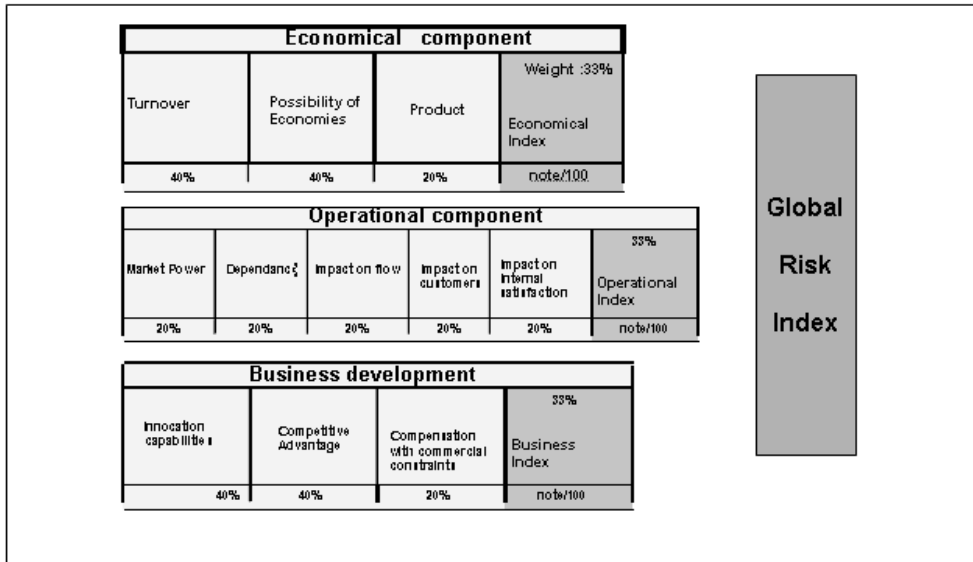 Economical component
Turnover
Possibility of
Economies
Product
Weight :33%
Economical
Index
40%
40%
20%
note/100
Operational component
Market Power
Dependancξ
Impact on flow
Impact on
customers
Impact on
Internal
satisfaction
33%
Operational
Index
20%
20%
20%
20%
20%
note/100
Business development
Innocation
capabilities
Competitive
Advantage
Compensation
with commercial
constraints
33%
Business
Index
40%
40%
20%
note/100
Global
Risk
Index